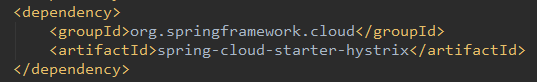 <dependency>
    <groupId>org.springframework.cloud</groupId>
    <artifactId>spring-cloud-starter-hystrix</artifactId>
</dependency>